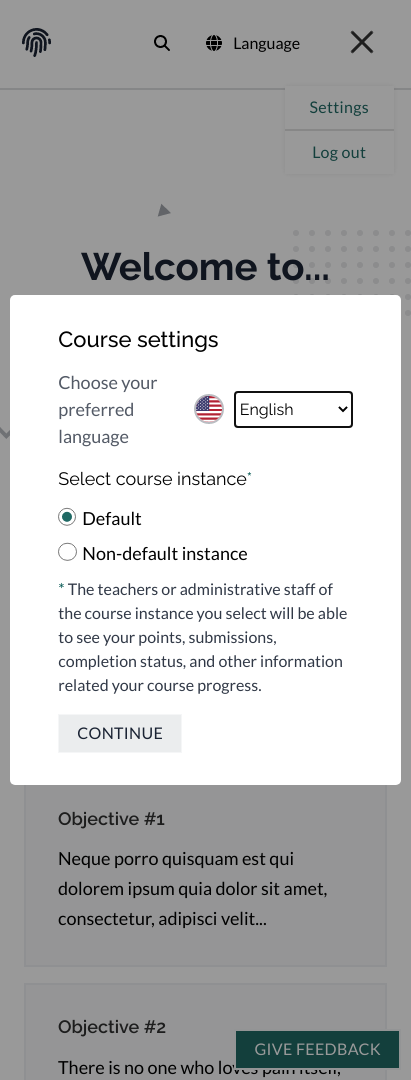 Language
Settings
Log out
Welcome to...
Course settings
Choose your
preferred
language
English
Select course instance*
Default
Non-default instance
* The teachers or administrative staff of
the course instance you select will be able
to see your points, submissions,
completion status, and other information
related your course progress.
CONTINUE
Objective #1
Neque porro quisquam est qui
dolorem ipsum quia dolor sit amet,
consectetur, adipisci velit...
Objective #2
GIVE FEEDBACK
There is no one who loves pain itself,